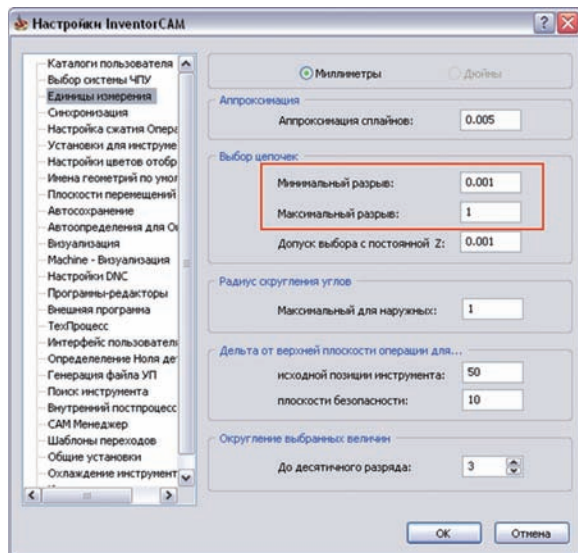 Настройки InventorCAM
Каталоги пользователя
Выбор системы ЧПУ
Единицы измерения
Синхронизация
Настройка сжатия Опера
Установки для инструме
Настройки цветов отобр
Имена геометрий по умол
Плоскости перемещений
Автосохранение
Автоопределения для Оп
Визуализация
Machine - Визуализация
Настройки DNC
Программы-редакторы
Внешняя программа
ТехПроцесс
Интерфейс пользователя
Определеление Ноля де
Генерация файла УП
Поиск инструмента
Внутренний постпроцесс
CAM Менеджер
Шаблоны переходов
Общие установки
Охлаждение инструмент
Миллиметры Дюймы
Аппроксимация
Аппроксимация сплайнов: 0.005
Выбор цепочек
Минимальный разрыв: 0.001
Максимальный разрыв: 1
Допуск выбора с постоянной Z: 0.001
Радиус скругления углов
Максимальный для наружных: 1
Дельта от верхней плоскости операции для...
исходной позиции инструмента: 50
плоскости безопасности: 10
Округление выбранных величин
До десятичного разряда: 3
OK Отмена